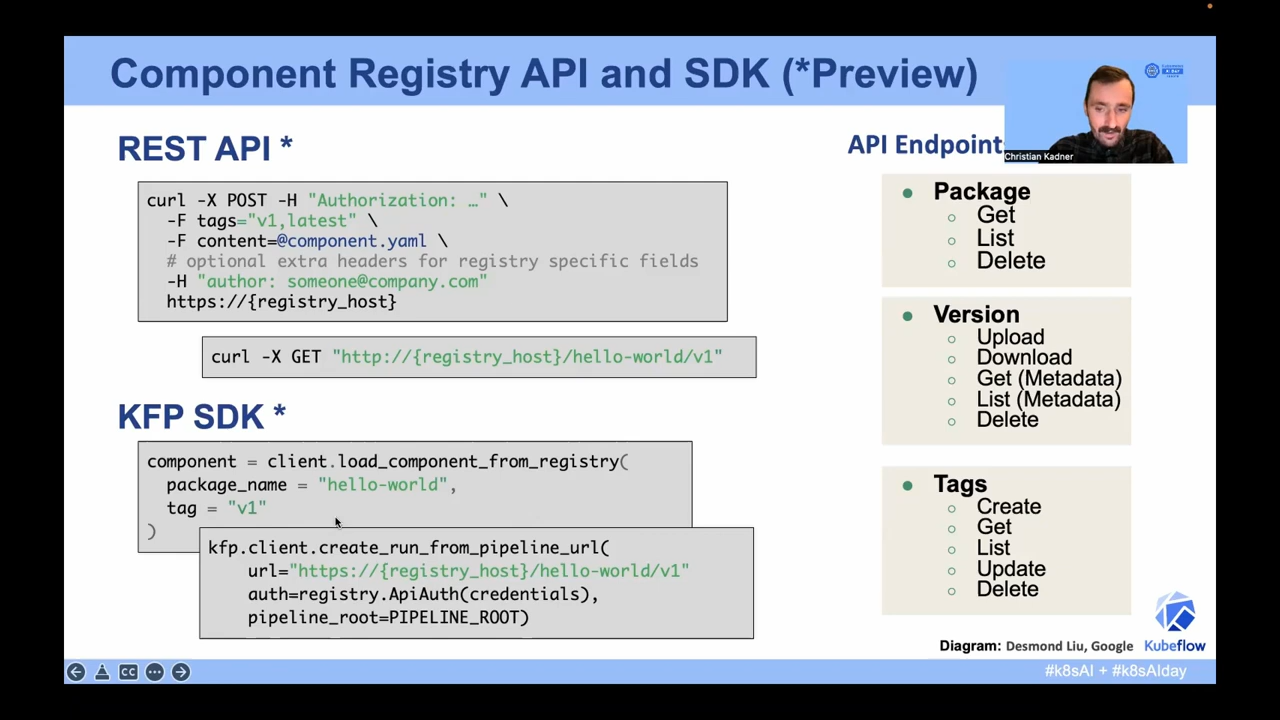 Component Registry API and SDK (*Preview)
REST API *
curl -X POST -H "Authorization: …" \
-F tags="v1,latest" \
-F content=@component.yaml \
# optional extra headers for registry specific fields
-H "author: someone@company.com"
https://{registry_host}
curl -X GET "http://{registry_host}/hello-world/v1"
KFP SDK *
component = client.load_component_from_registry(
package_name = "hello-world",
tag = "v1"
)
kfp.client.create_run_from_pipeline_url(
url="https://{registry_host}/hello-world/v1"
auth=registry.ApiAuth(credentials),
pipeline_root=PIPELINE_ROOT)
Christian Kadner
API Endpoint
Package
Get
List
Delete
Version
Upload
Download
Get (Metadata)
List (Metadata)
Delete
Tags
Create
Get
List
Update
Delete
Diagram: Desmond Liu, Google
Kubeflow
CC
#k8sAI + #k8sAIday